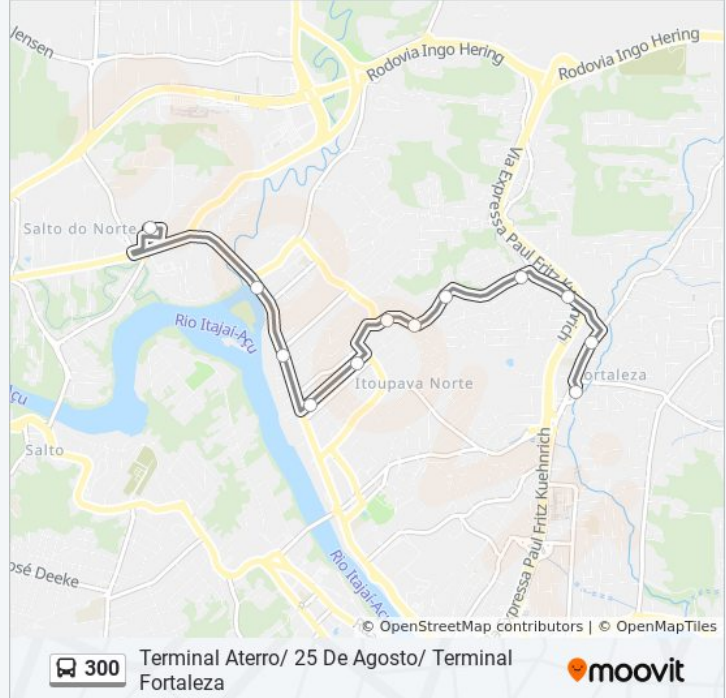 Jensen
Rodovia Ingo Hering
Rodovia Ingo Hering
Via Expressa Paul Fritz Kuehnrich
Salto do Norte
Rio Itajaí-Açu
Açu
Itoupava Norte
ortaleza
Salto
xpressa Paul Fritz Kuehnrich
Rio Itajaí-Açu
osé Deeke
© OpenStreetMap contributors | © OpenMapTiles
300
Terminal Aterro/ 25 De Agosto/ Terminal
Fortaleza
moovit